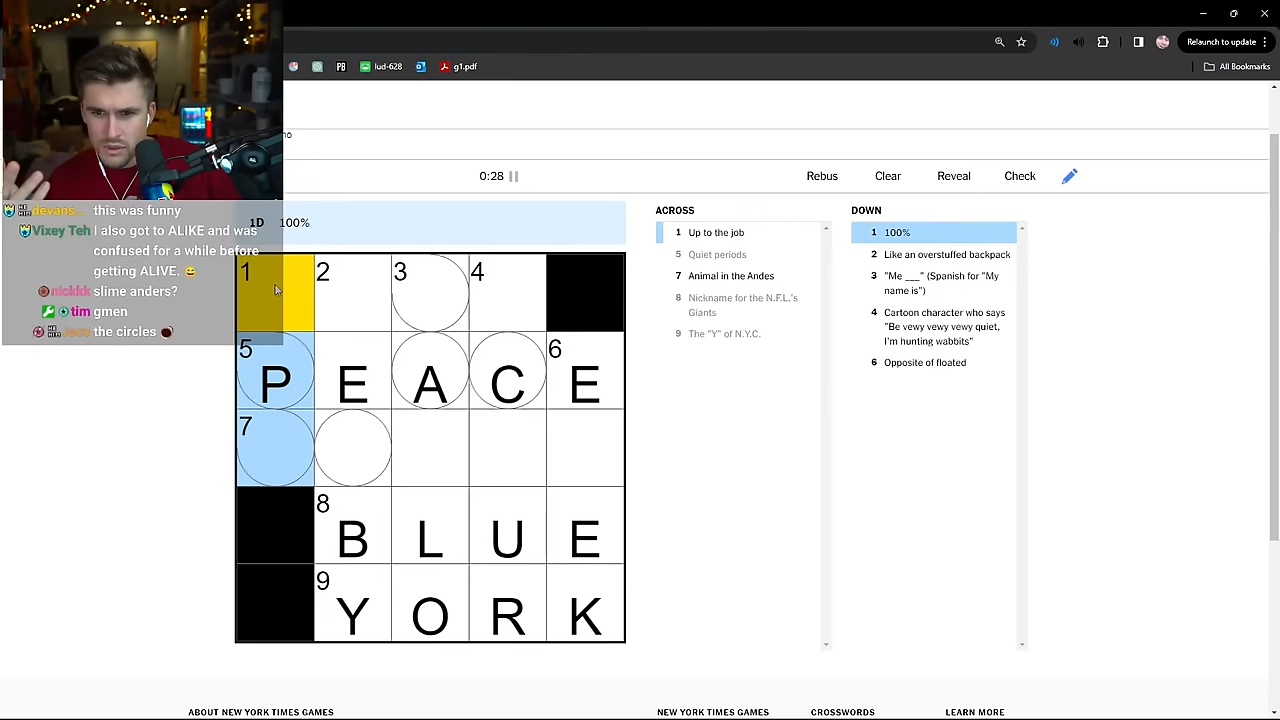 Relaunch to update
iud-628
g1.pdf
All Bookmarks
no
0:28
Rebus
Clear
Reveal
Check
devans... this was funny
Vixey Teh I also got to ALIKE and was
confused for a while before
getting ALIVE. 😅
nickkk slime anders?
tim gmen
the circles
1D 100%
1 2 3 4
5 P E A C 6 E
7
8 B L U E
9 Y O R K
ACROSS
1 Up to the job
5 Quiet periods
7 Animal in the Andes
8 Nickname for the N.F.L.'s
Giants
9 The "Y" of N.Y.C.
DOWN
1 100%
2 Like an overstuffed backpack
3 "Me ___" (Spanish for "My
name is")
4 Cartoon character who says
"Be vewy vewy vewy quiet,
I'm hunting wabbits"
6 Opposite of floated
ABOUT NEW YORK TIMES GAMES
NEW YORK TIMES GAMES
CROSSWORDS
LEARN MORE